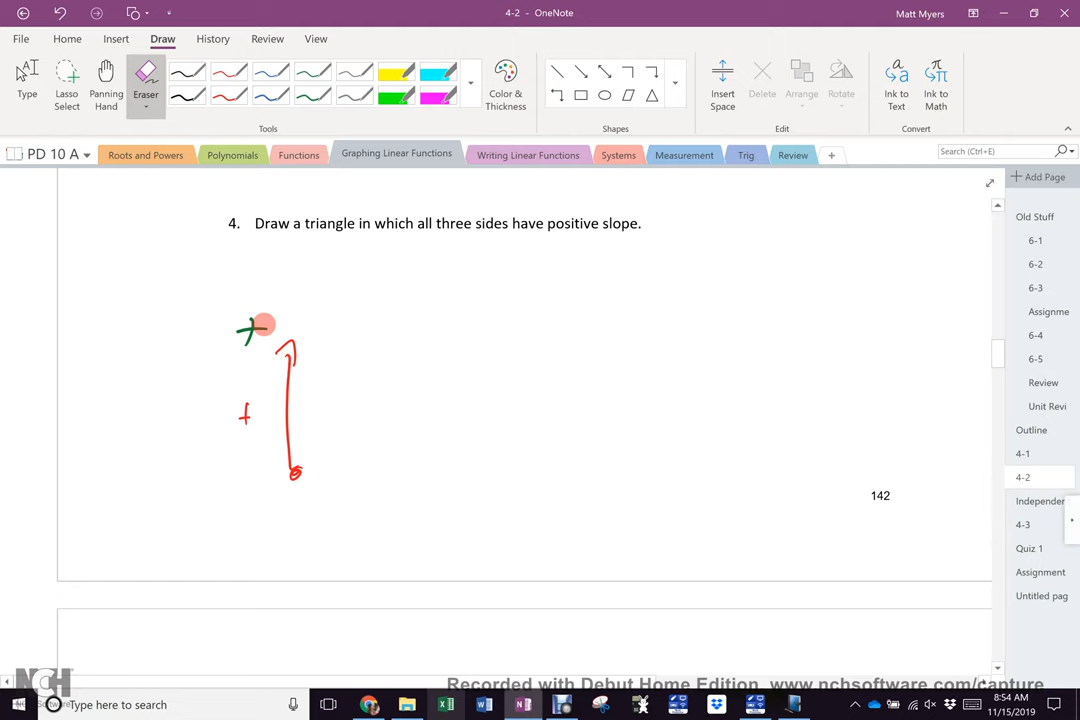 4-2 - OneNote
Matt Myers
File Home Insert Draw History Review View
Type
Lasso Select
Panning Hand
Eraser
Color & Thickness
Insert Space
Delete
Arrange
Rotate
Ink to Text
Ink to Math
Tools
Shapes
Edit
Convert
PD 10 A
Roots and Powers
Polynomials
Functions
Graphing Linear Functions
Writing Linear Functions
Systems
Measurement
Trig
Review
Search (Ctrl+E)
Add Page
4. Draw a triangle in which all three sides have positive slope.
+
+
142
Old Stuff
6-1
6-2
6-3
Assignme
6-4
6-5
Review
Unit Revi
Outline
4-1
4-2
Independer
4-3
Quiz 1
Assignment
Untitled pag
NCH
NCH Software
Recorded with Debut Home Edition www.nchsoftware.com/capture
Type here to search
8:54 AM
11/15/2019